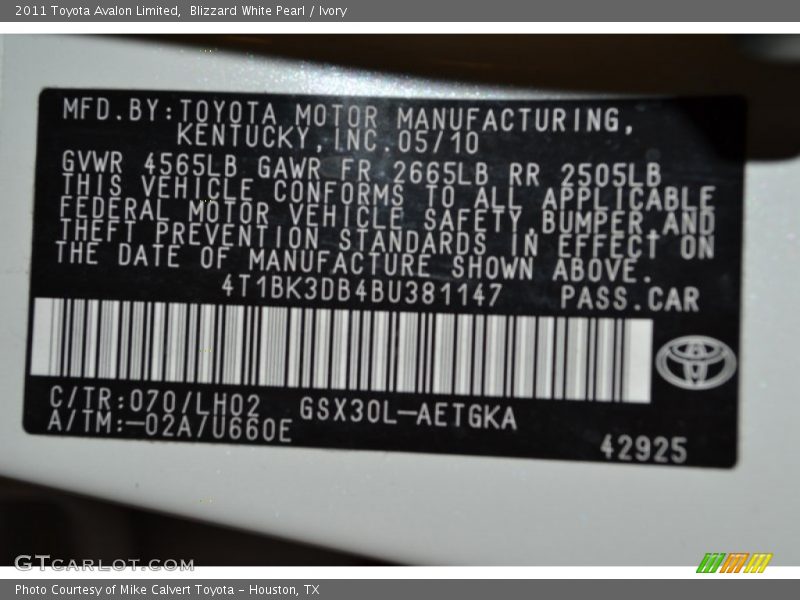 2011 Toyota Avalon Limited,  Blizzard White Pearl / Ivory
MFD.BY:TOYOTA MOTOR MANUFACTURING,
KENTUCKY,INC.05/10
GVWR 4565LB GAWR FR 2665LB RR 2505LB
THIS VEHICLE CONFORMS TO ALL APPLICABLE
FEDERAL MOTOR VEHICLE SAFETY,BUMPER,AND
THEFT PREVENTION STANDARDS IN EFFECT ON
THE DATE OF MANUFACTURE SHOWN ABOVE.
4T1BK3DB4BU381147 PASS.CAR
C/TR:070/LH02 GSX30L-AETGKA
A/TM:-02A/U660E
42925
GTCARLOT.COM
Photo Courtesy of Mike Calvert Toyota - Houston, TX